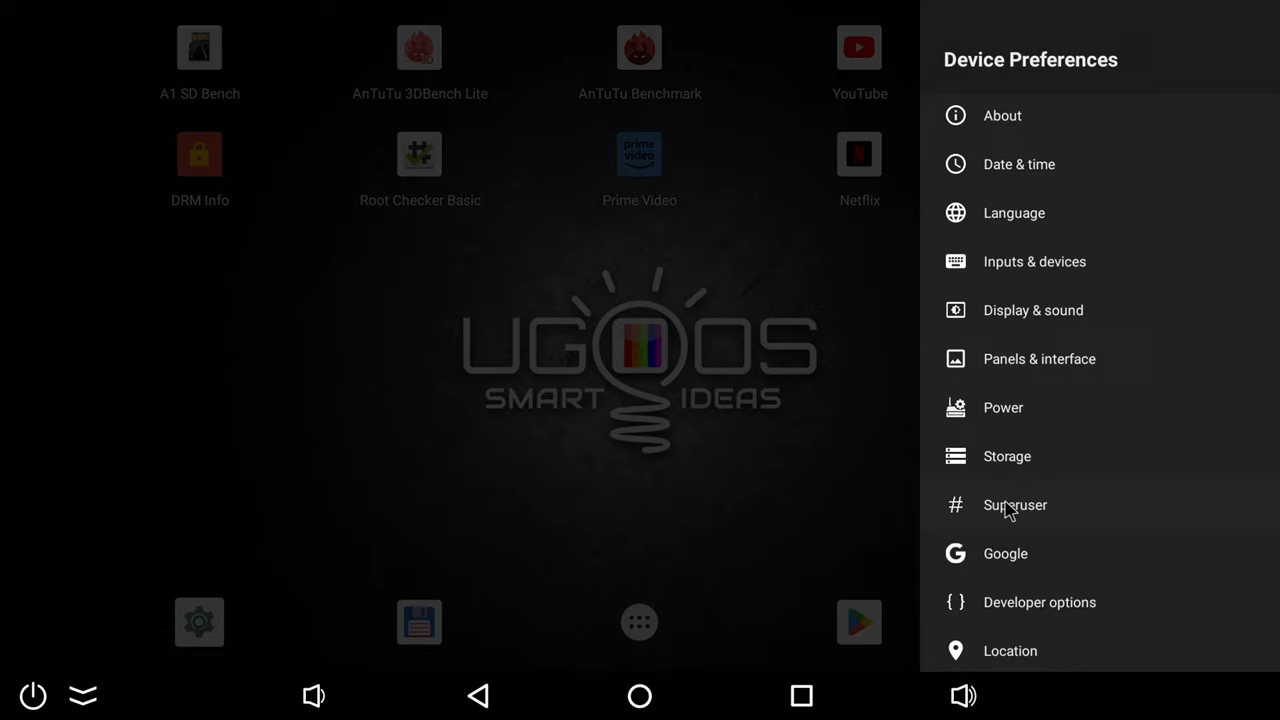 A1 SD Bench
AnTuTu 3DBench Lite
AnTuTu Benchmark
YouTube
DRM Info
Root Checker Basic
prime video
Prime Video
Netflix
UGOOS
SMART IDEAS
Device Preferences
About
Date & time
Language
Inputs & devices
Display & sound
Panels & interface
Power
Storage
Superuser
Google
Developer options
Location